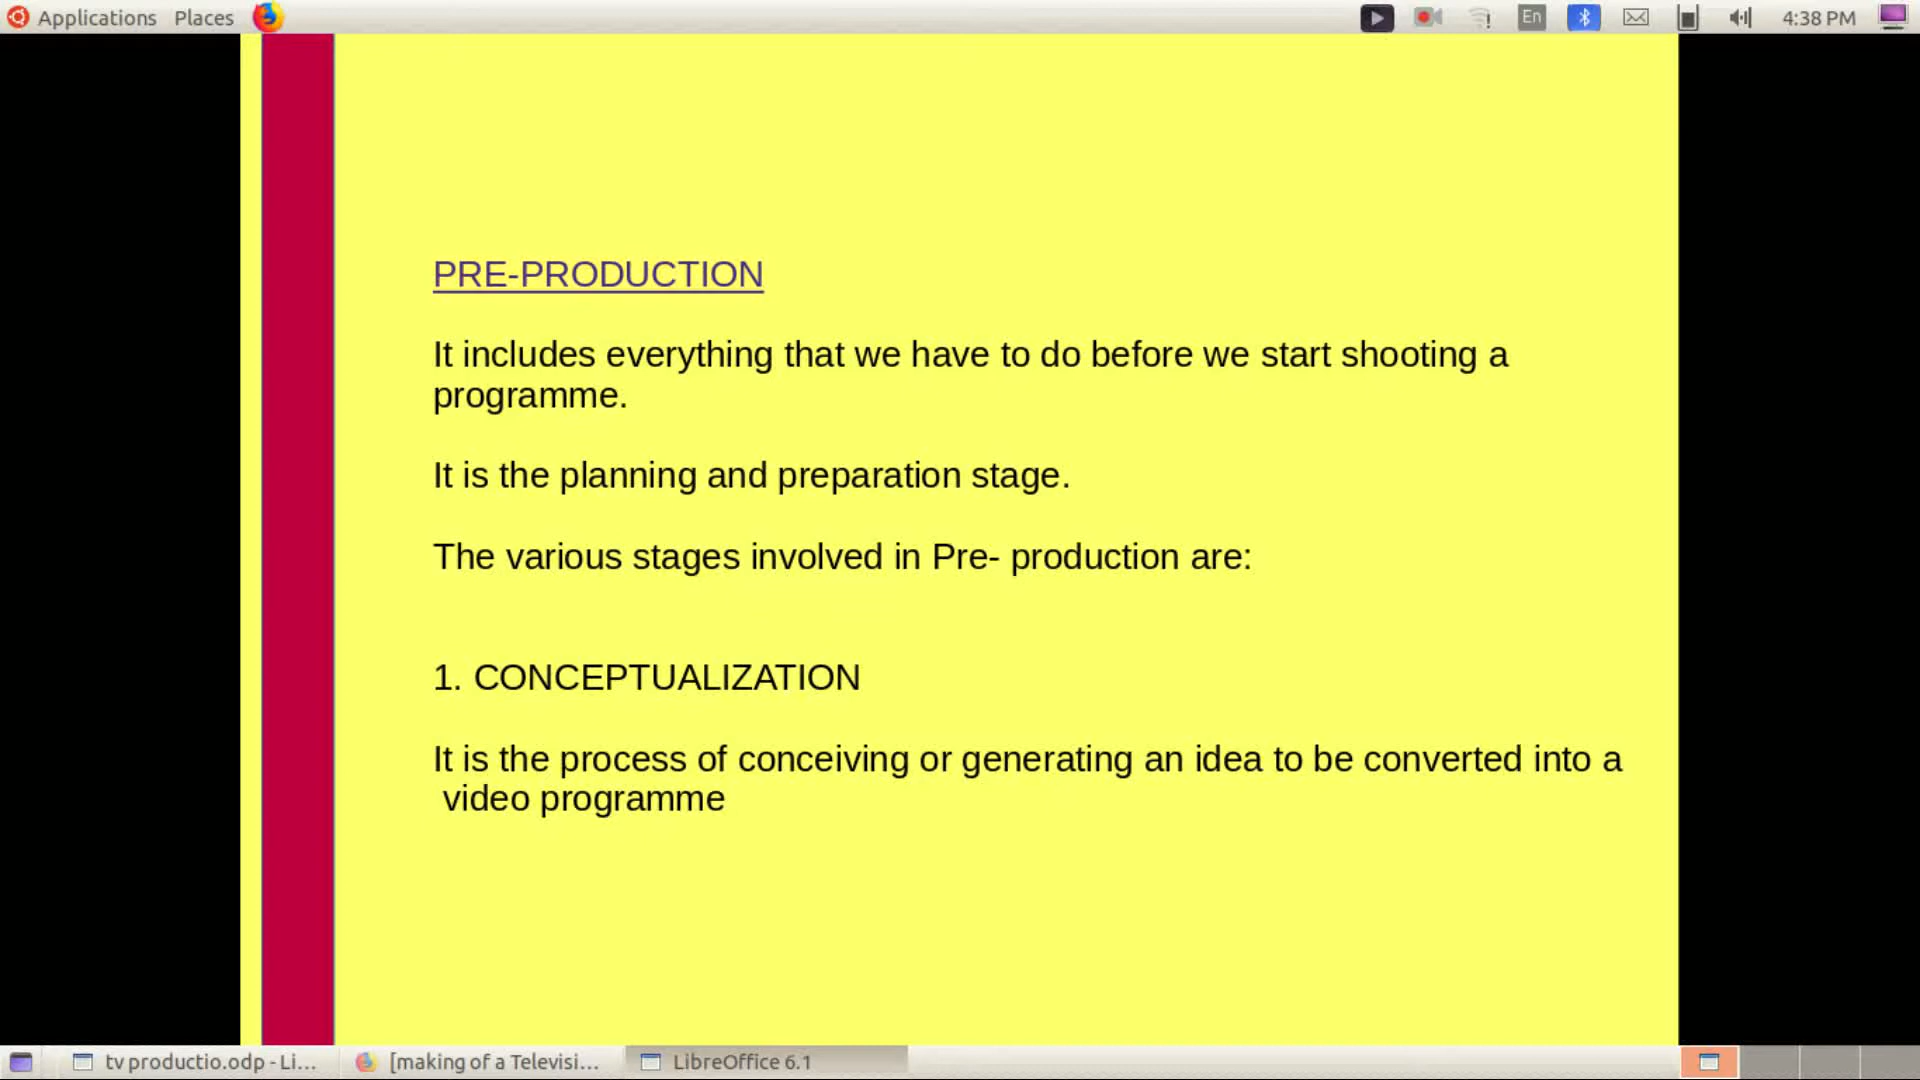 Applications Places En 4:38 PM
PRE-PRODUCTION
It includes everything that we have to do before we start shooting a
programme.
It is the planning and preparation stage.
The various stages involved in Pre- production are:
1. CONCEPTUALIZATION
It is the process of conceiving or generating an idea to be converted into a
video programme
tv productio.odp - Li... [making of a Televisi... LibreOffice 6.1